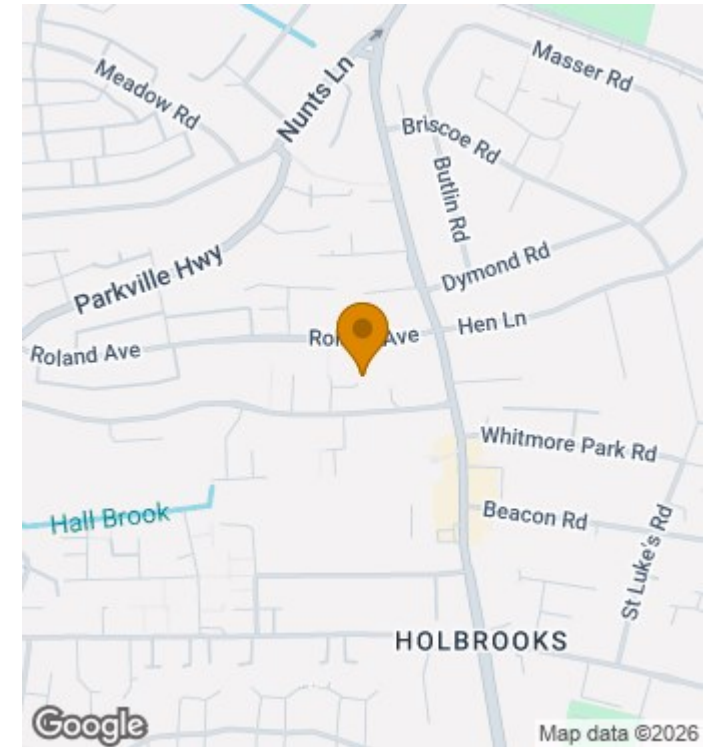 Masser Rd
Nunts Ln
Meadow Rd
Briscoe Rd
Butlin Rd
Parkville Hwy
Dymond Rd
Hen Ln
Ave
Roland Ave
Whitmore Park Rd
Hall Brook
Beacon Rd
St Luke's Rd
HOLBROOKS
Google
Map data ©2026